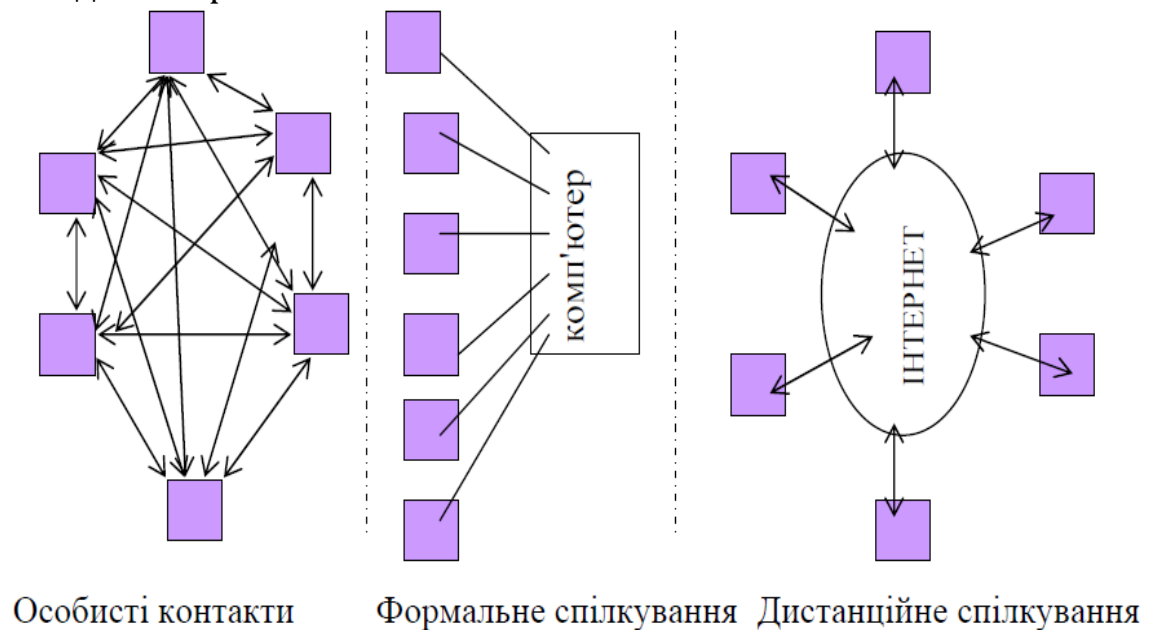 комп'ютер
ІНТЕРНЕТ
Особисті контакти
Формальне спілкування
Дистанційне спілкування